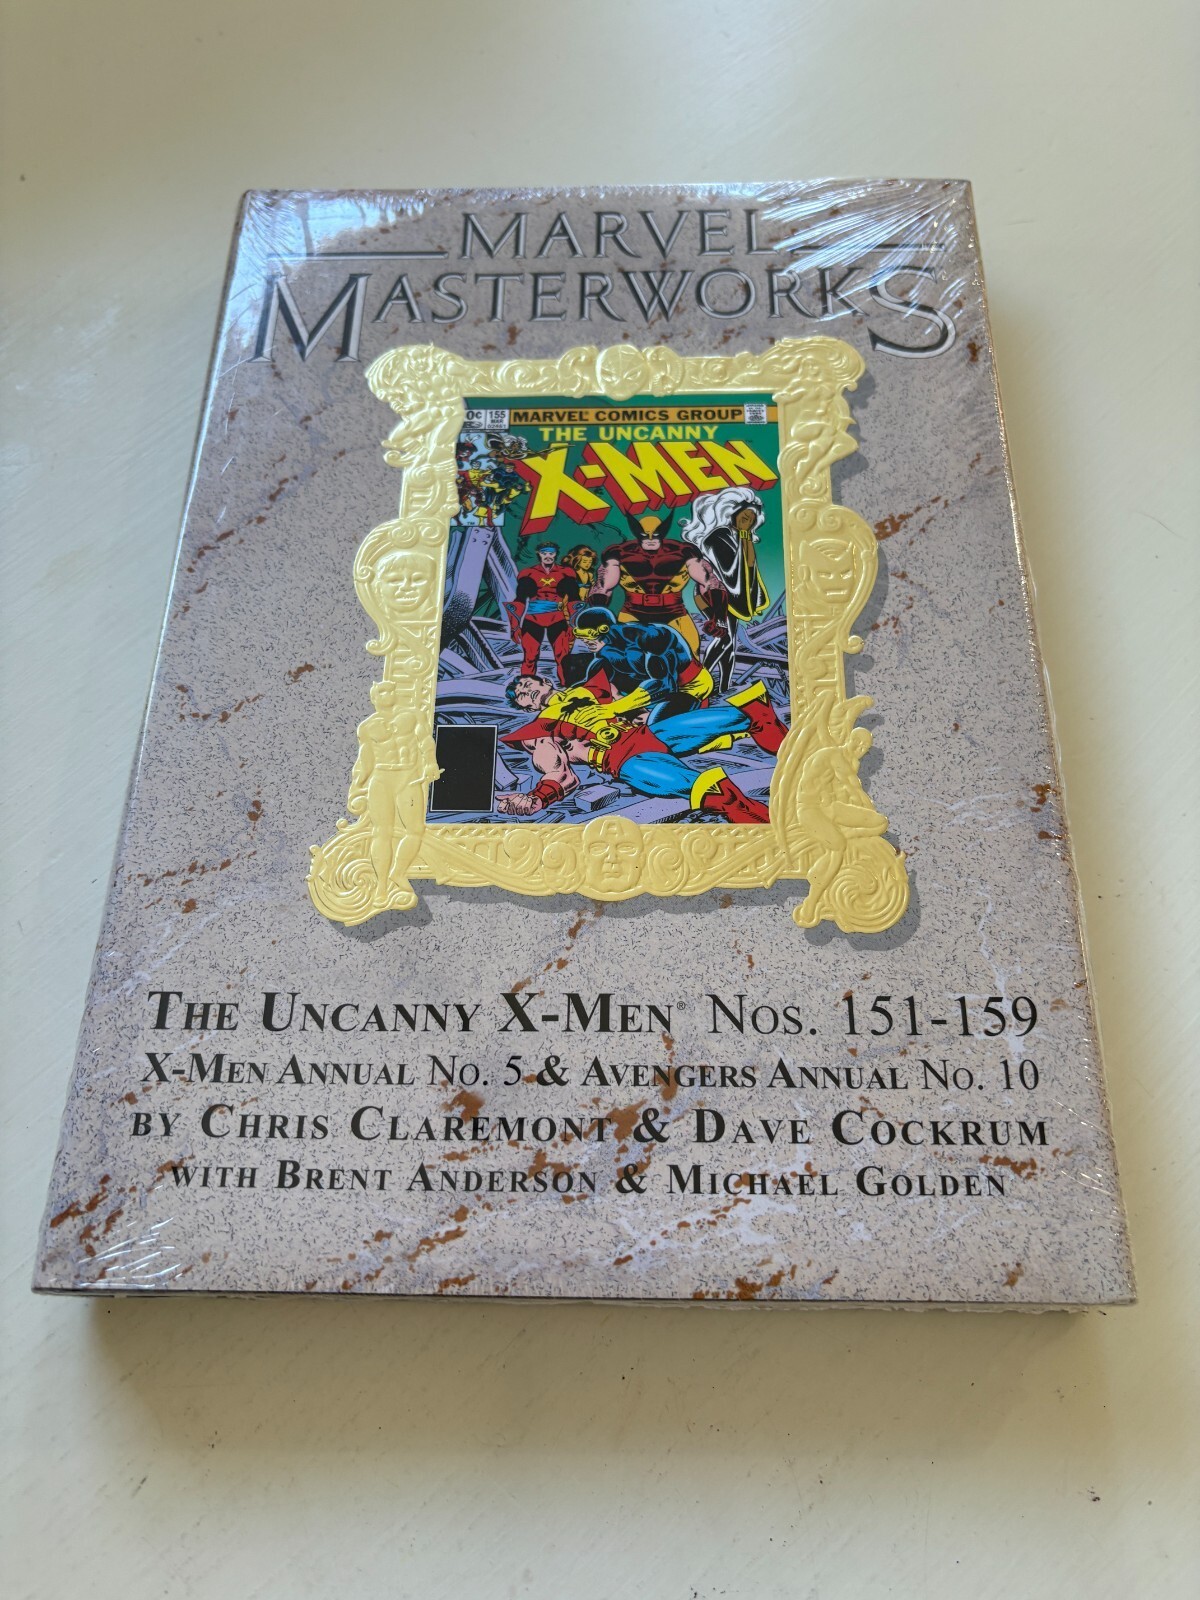 MARVEL
MASTERWORKS
155
MAR
MARVEL COMICS GROUP
THE UNCANNY
X-MEN
THE UNCANNY X-MEN® NOS. 151-159
X-MEN ANNUAL NO. 5 & AVENGERS ANNUAL NO. 10
BY CHRIS CLAREMONT & DAVE COCKRUM
WITH BRENT ANDERSON & MICHAEL GOLDEN